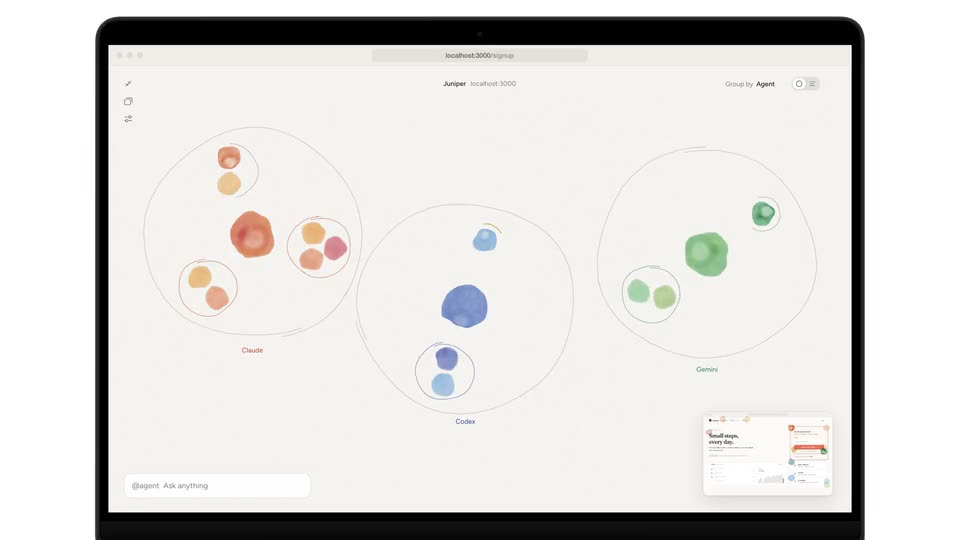 localhost:3000/signup
Juniper localhost:3000
Group by Agent
Claude
Codex
Gemini
@agent Ask anything
Small steps,
every day.